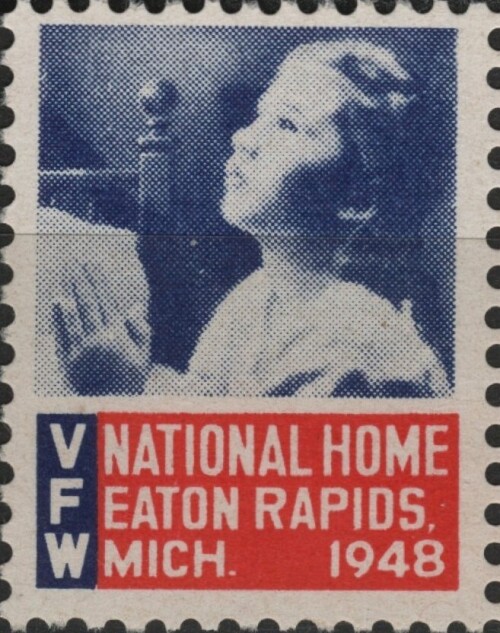 VFW
NATIONAL HOME
EATON RAPIDS,
MICH. 1948